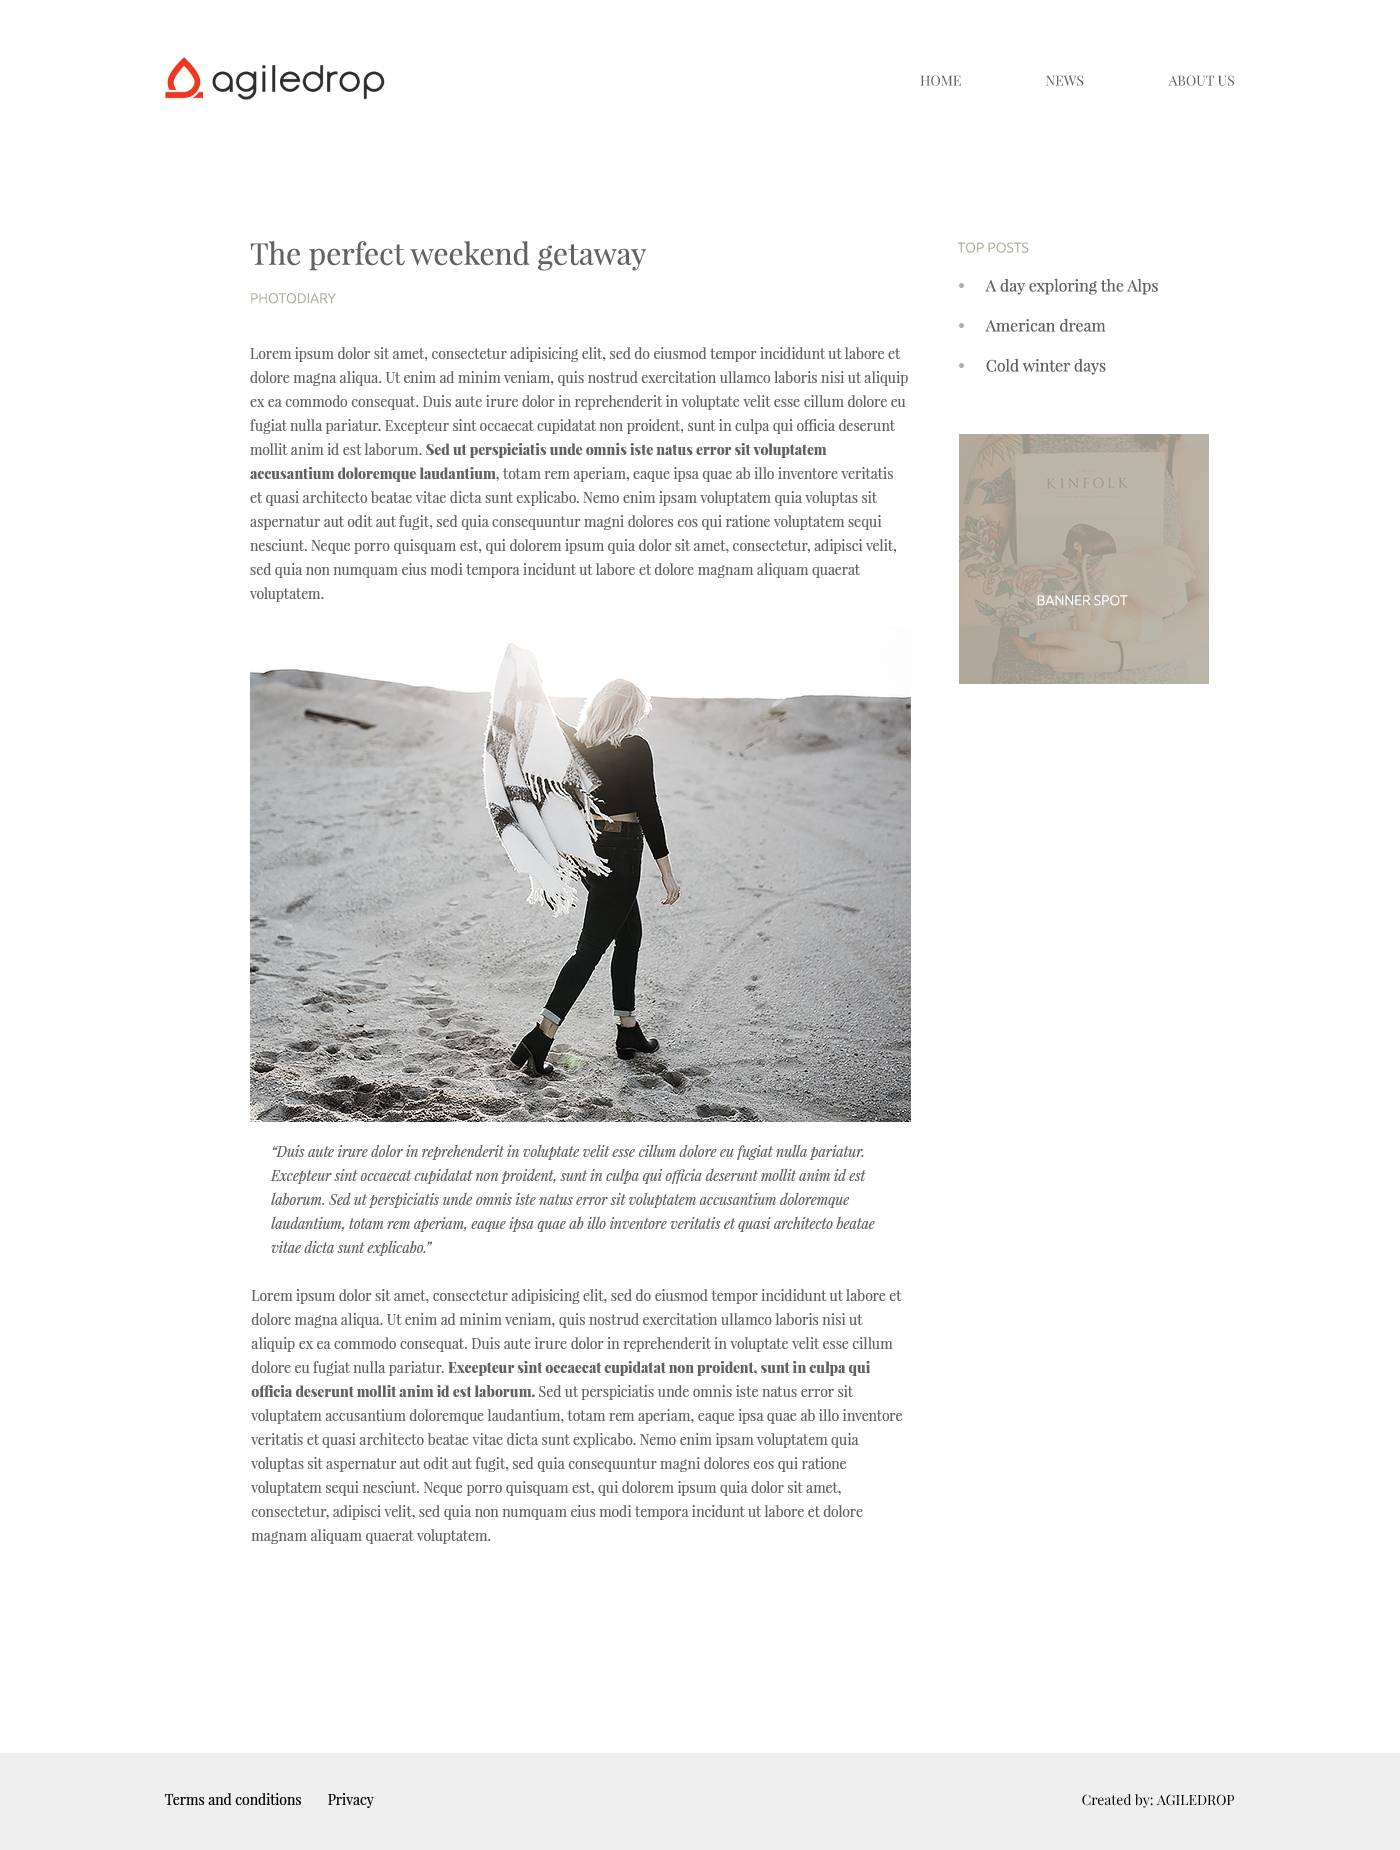 agiledrop
HOME NEWS ABOUT US
The perfect weekend getaway
PHOTODIARY
Lorem ipsum dolor sit amet, consectetur adipisicing elit, sed do eiusmod tempor incididunt ut labore et
dolore magna aliqua. Ut enim ad minim veniam, quis nostrud exercitation ullamco laboris nisi ut aliquip
ex ea commodo consequat. Duis aute irure dolor in reprehenderit in voluptate velit esse cillum dolore eu
fugiat nulla pariatur. Excepteur sint occaecat cupidatat non proident, sunt in culpa qui officia deserunt
mollit anim id est laborum. Sed ut perspiciatis unde omnis iste natus error sit voluptatem
accusantium doloremque laudantium, totam rem aperiam, eaque ipsa quae ab illo inventore veritatis
et quasi architecto beatae vitae dicta sunt explicabo. Nemo enim ipsam voluptatem quia voluptas sit
aspernatur aut odit aut fugit, sed quia consequuntur magni dolores eos qui ratione voluptatem sequi
nesciunt. Neque porro quisquam est, qui dolorem ipsum quia dolor sit amet, consectetur, adipisci velit,
sed quia non numquam eius modi tempora incidunt ut labore et dolore magnam aliquam quaerat
voluptatem.
“Duis aute irure dolor in reprehenderit in voluptate velit esse cillum dolore eu fugiat nulla pariatur.
Excepteur sint occaecat cupidatat non proident, sunt in culpa qui officia deserunt mollit anim id est
laborum. Sed ut perspiciatis unde omnis iste natus error sit voluptatem accusantium doloremque
laudantium, totam rem aperiam, eaque ipsa quae ab illo inventore veritatis et quasi architecto beatae
vitae dicta sunt explicabo.”
Lorem ipsum dolor sit amet, consectetur adipisicing elit, sed do eiusmod tempor incididunt ut labore et
dolore magna aliqua. Ut enim ad minim veniam, quis nostrud exercitation ullamco laboris nisi ut
aliquip ex ea commodo consequat. Duis aute irure dolor in reprehenderit in voluptate velit esse cillum
dolore eu fugiat nulla pariatur. Excepteur sint occaecat cupidatat non proident, sunt in culpa qui
officia deserunt mollit anim id est laborum. Sed ut perspiciatis unde omnis iste natus error sit
voluptatem accusantium doloremque laudantium, totam rem aperiam, eaque ipsa quae ab illo inventore
veritatis et quasi architecto beatae vitae dicta sunt explicabo. Nemo enim ipsam voluptatem quia
voluptas sit aspernatur aut odit aut fugit, sed quia consequuntur magni dolores eos qui ratione
voluptatem sequi nesciunt. Neque porro quisquam est, qui dolorem ipsum quia dolor sit amet,
consectetur, adipisci velit, sed quia non numquam eius modi tempora incidunt ut labore et dolore
magnam aliquam quaerat voluptatem.
TOP POSTS
• A day exploring the Alps
• American dream
• Cold winter days
KINFOLK
BANNER SPOT
Terms and conditions Privacy
Created by: AGILEDROP